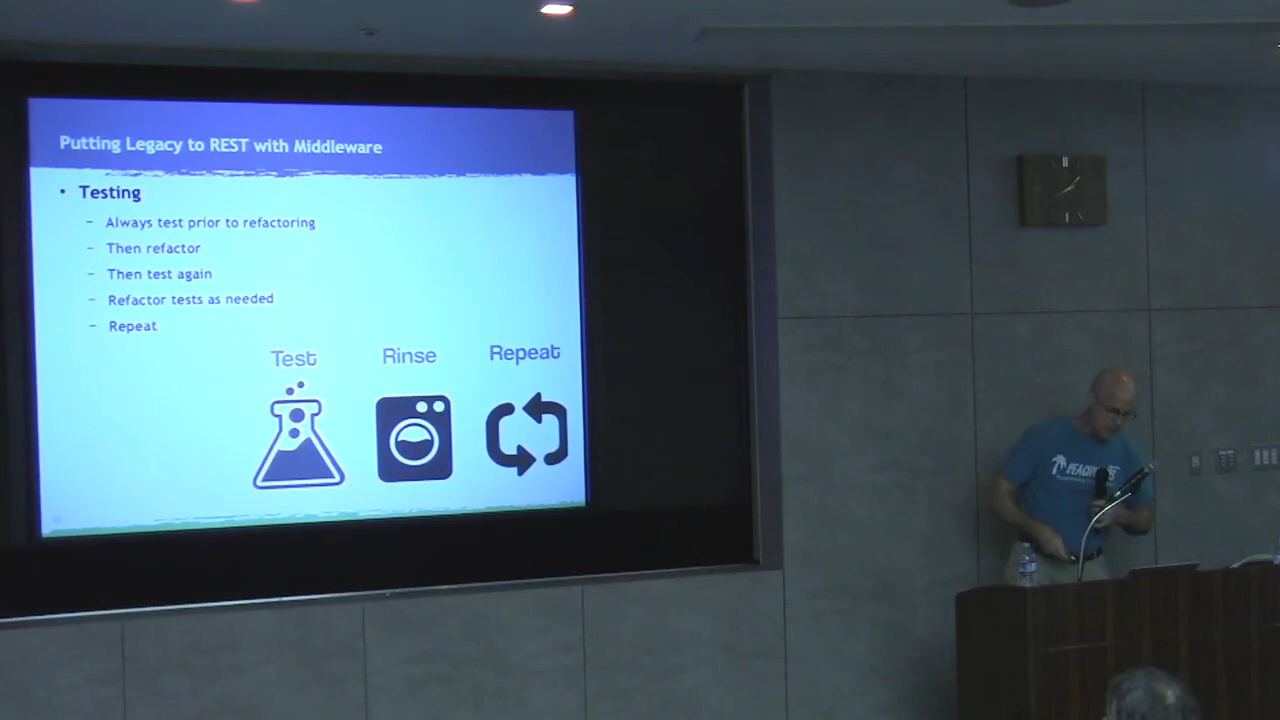 Putting Legacy to REST with Middleware
• Testing
– Always test prior to refactoring
– Then refactor
– Then test again
– Refactor tests as needed
– Repeat
Test Rinse Repeat